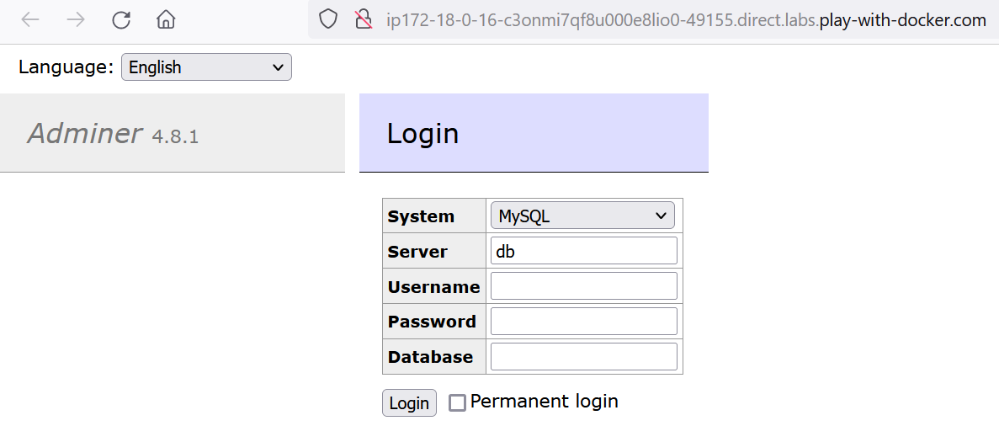 ip172-18-0-16-c3onmi7qf8u000e8lio0-49155.direct.labs.play-with-docker.com
Language: English
Adminer 4.8.1
Login
System MySQL
Server db
Username
Password
Database
Login Permanent login